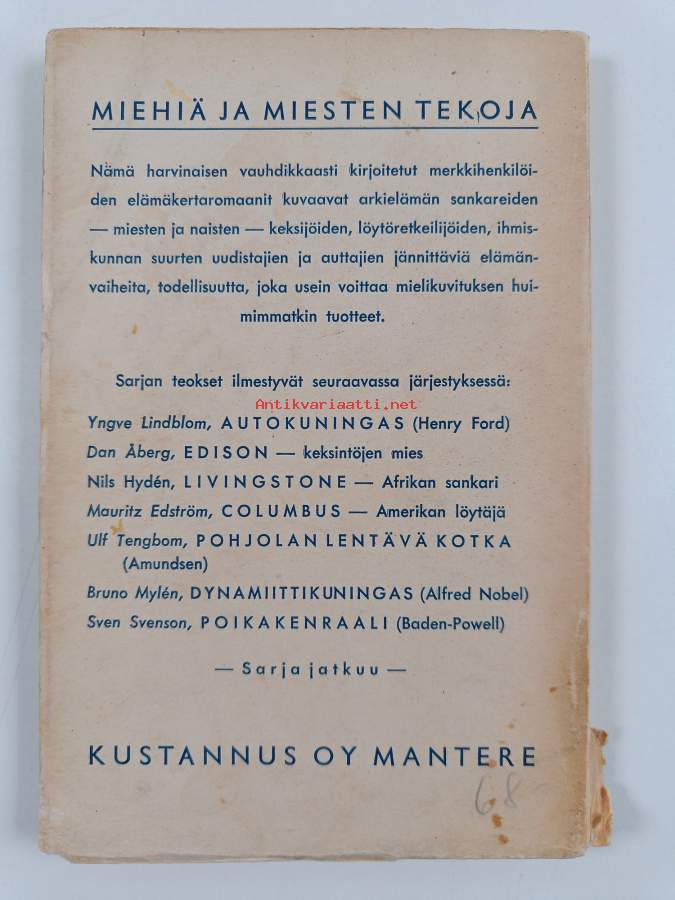 MIEHIÄ JA MIESTEN TEKOJA
Nämä harvinaisen vauhdikkaasti kirjoitetut merkkihenkilöi-
den elämäkertaromaanit kuvaavat arkielämän sankareiden
— miesten ja naisten — keksijöiden, löytöretkeilijöiden, ihmis-
kunnan suurten uudistajien ja auttajien jännittäviä elämän-
vaiheita, todellisuutta, joka usein voittaa mielikuvituksen hui-
mimmatkin tuotteet.
Sarjan teokset ilmestyvät seuraavassa järjestyksessä:
Antikvariaatti.net
Yngve Lindblom, AUTOKUNINGAS (Henry Ford)
Dan Åberg, EDISON — keksintöjen mies
Nils Hydén, LIVINGSTONE — Afrikan sankari
Mauritz Edström, COLUMBUS — Amerikan löytäjä
Ulf Tengbom, POHJOLAN LENTÄVÄ KOTKA
(Amundsen)
Bruno Mylén, DYNAMIITTIKUNINGAS (Alfred Nobel)
Sven Svenson, POIKAKENRAALI (Baden-Powell)
— Sarja jatkuu —
KUSTANNUS OY MANTERE
68